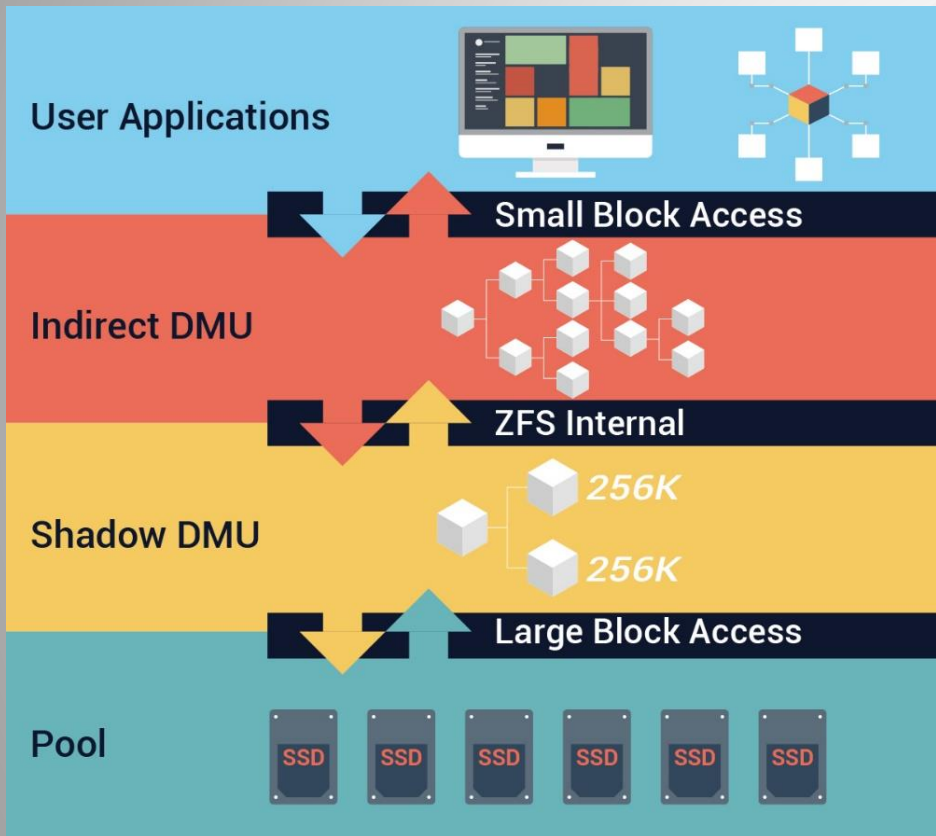 User Applications
Small Block Access
Indirect DMU
ZFS Internal
Shadow DMU
256K
256K
Large Block Access
Pool
SSD SSD SSD SSD SSD SSD